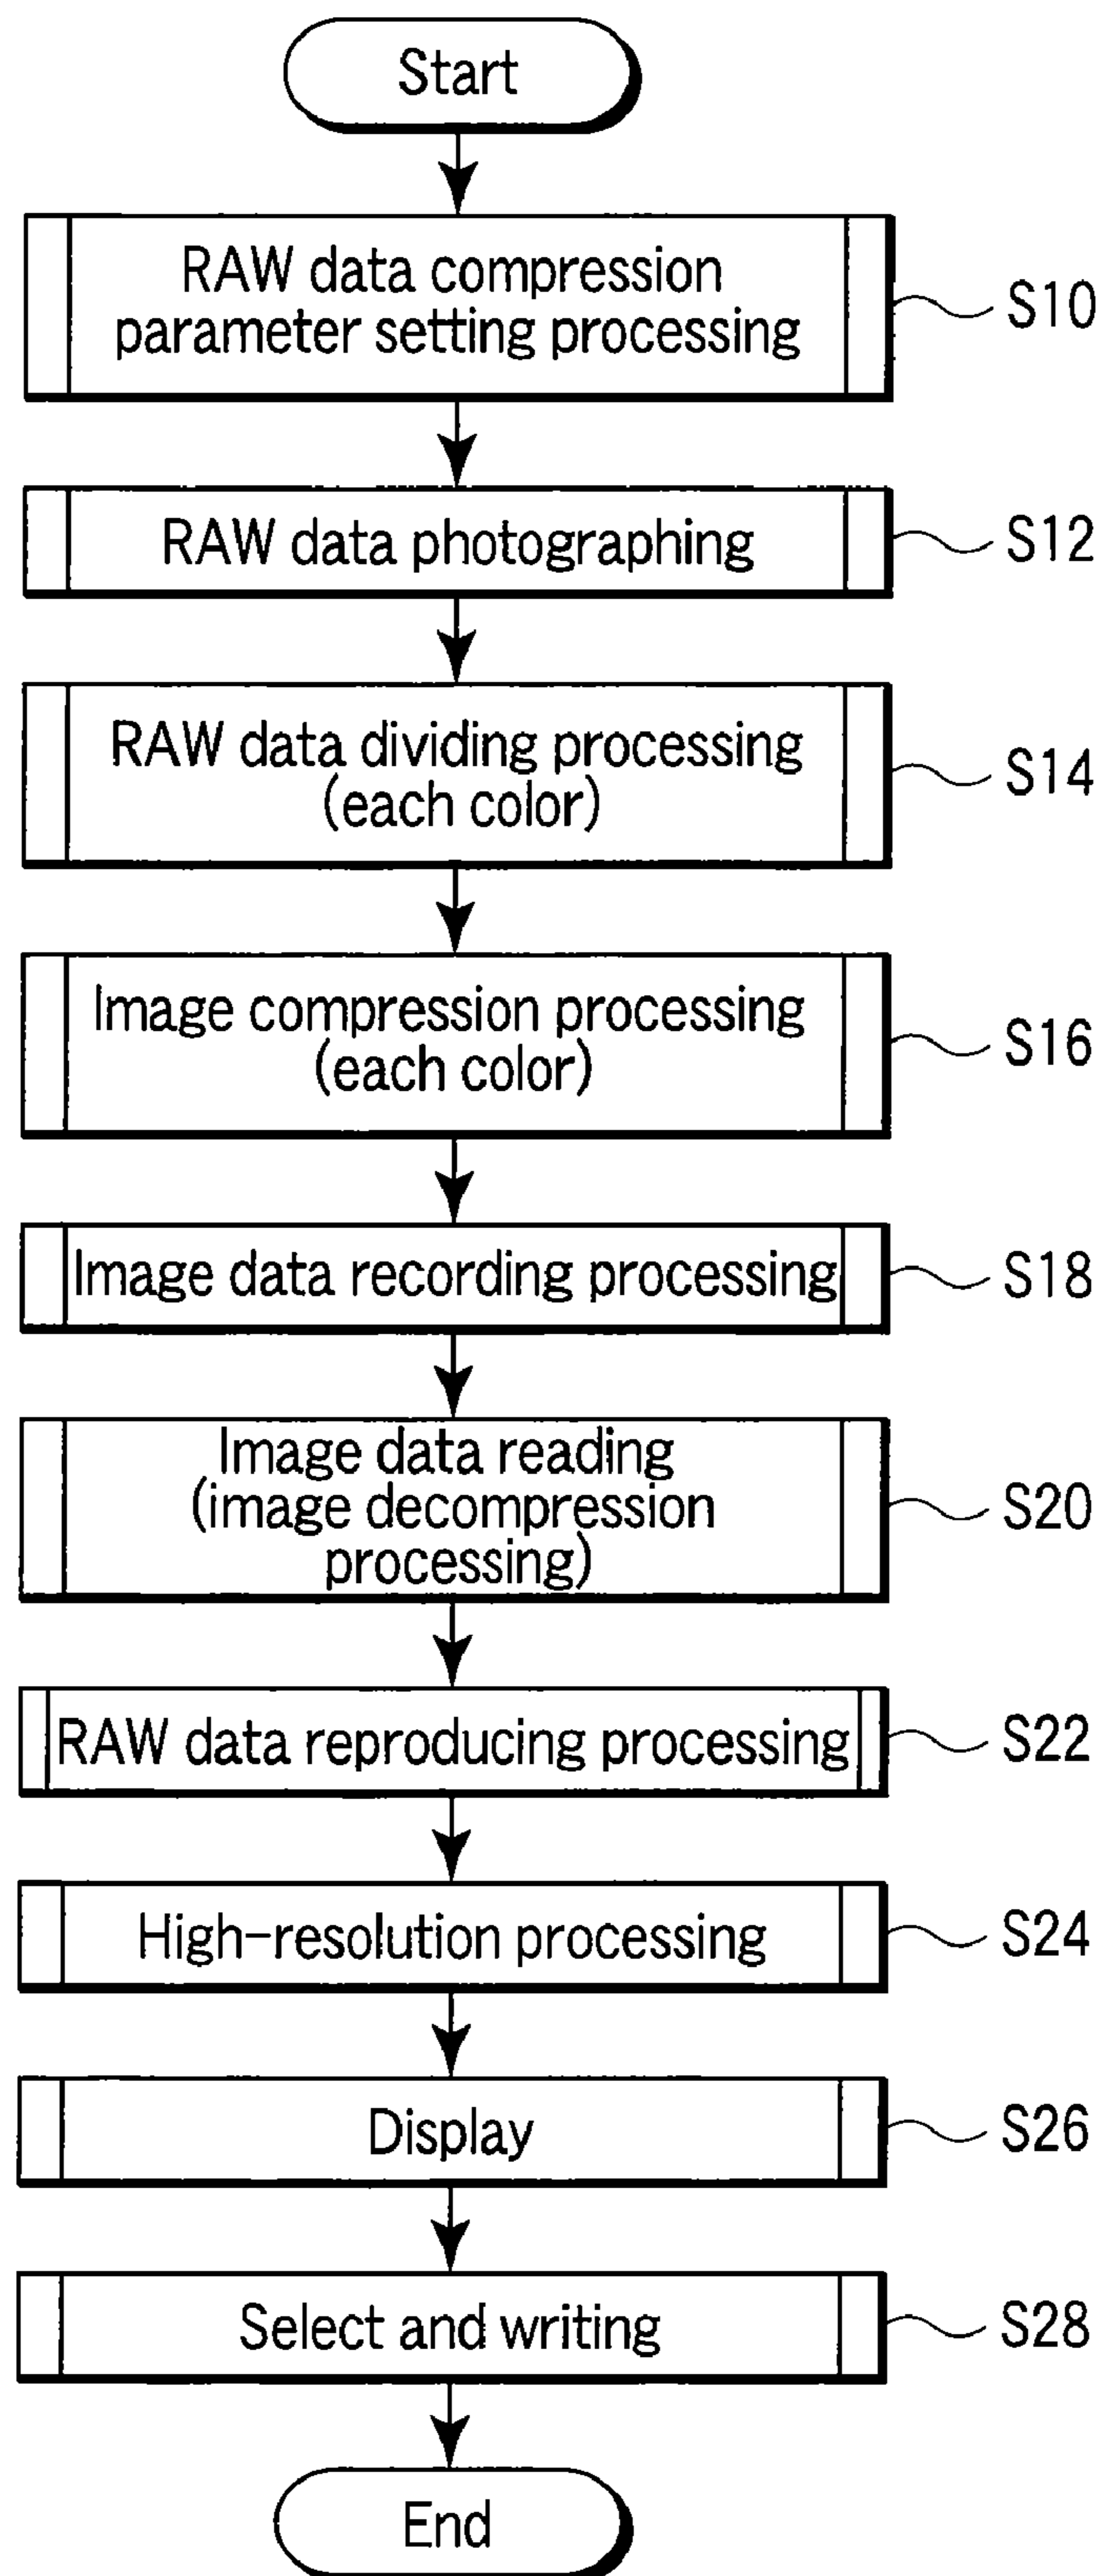 Start
RAW data compression
parameter setting processing
S10
RAW data photographing
S12
RAW data dividing processing
(each color)
S14
Image compression processing
(each color)
S16
Image data recording processing
S18
Image data reading
(image decompression
processing)
S20
RAW data reproducing processing
S22
High-resolution processing
S24
Display
S26
Select and writing
S28
End